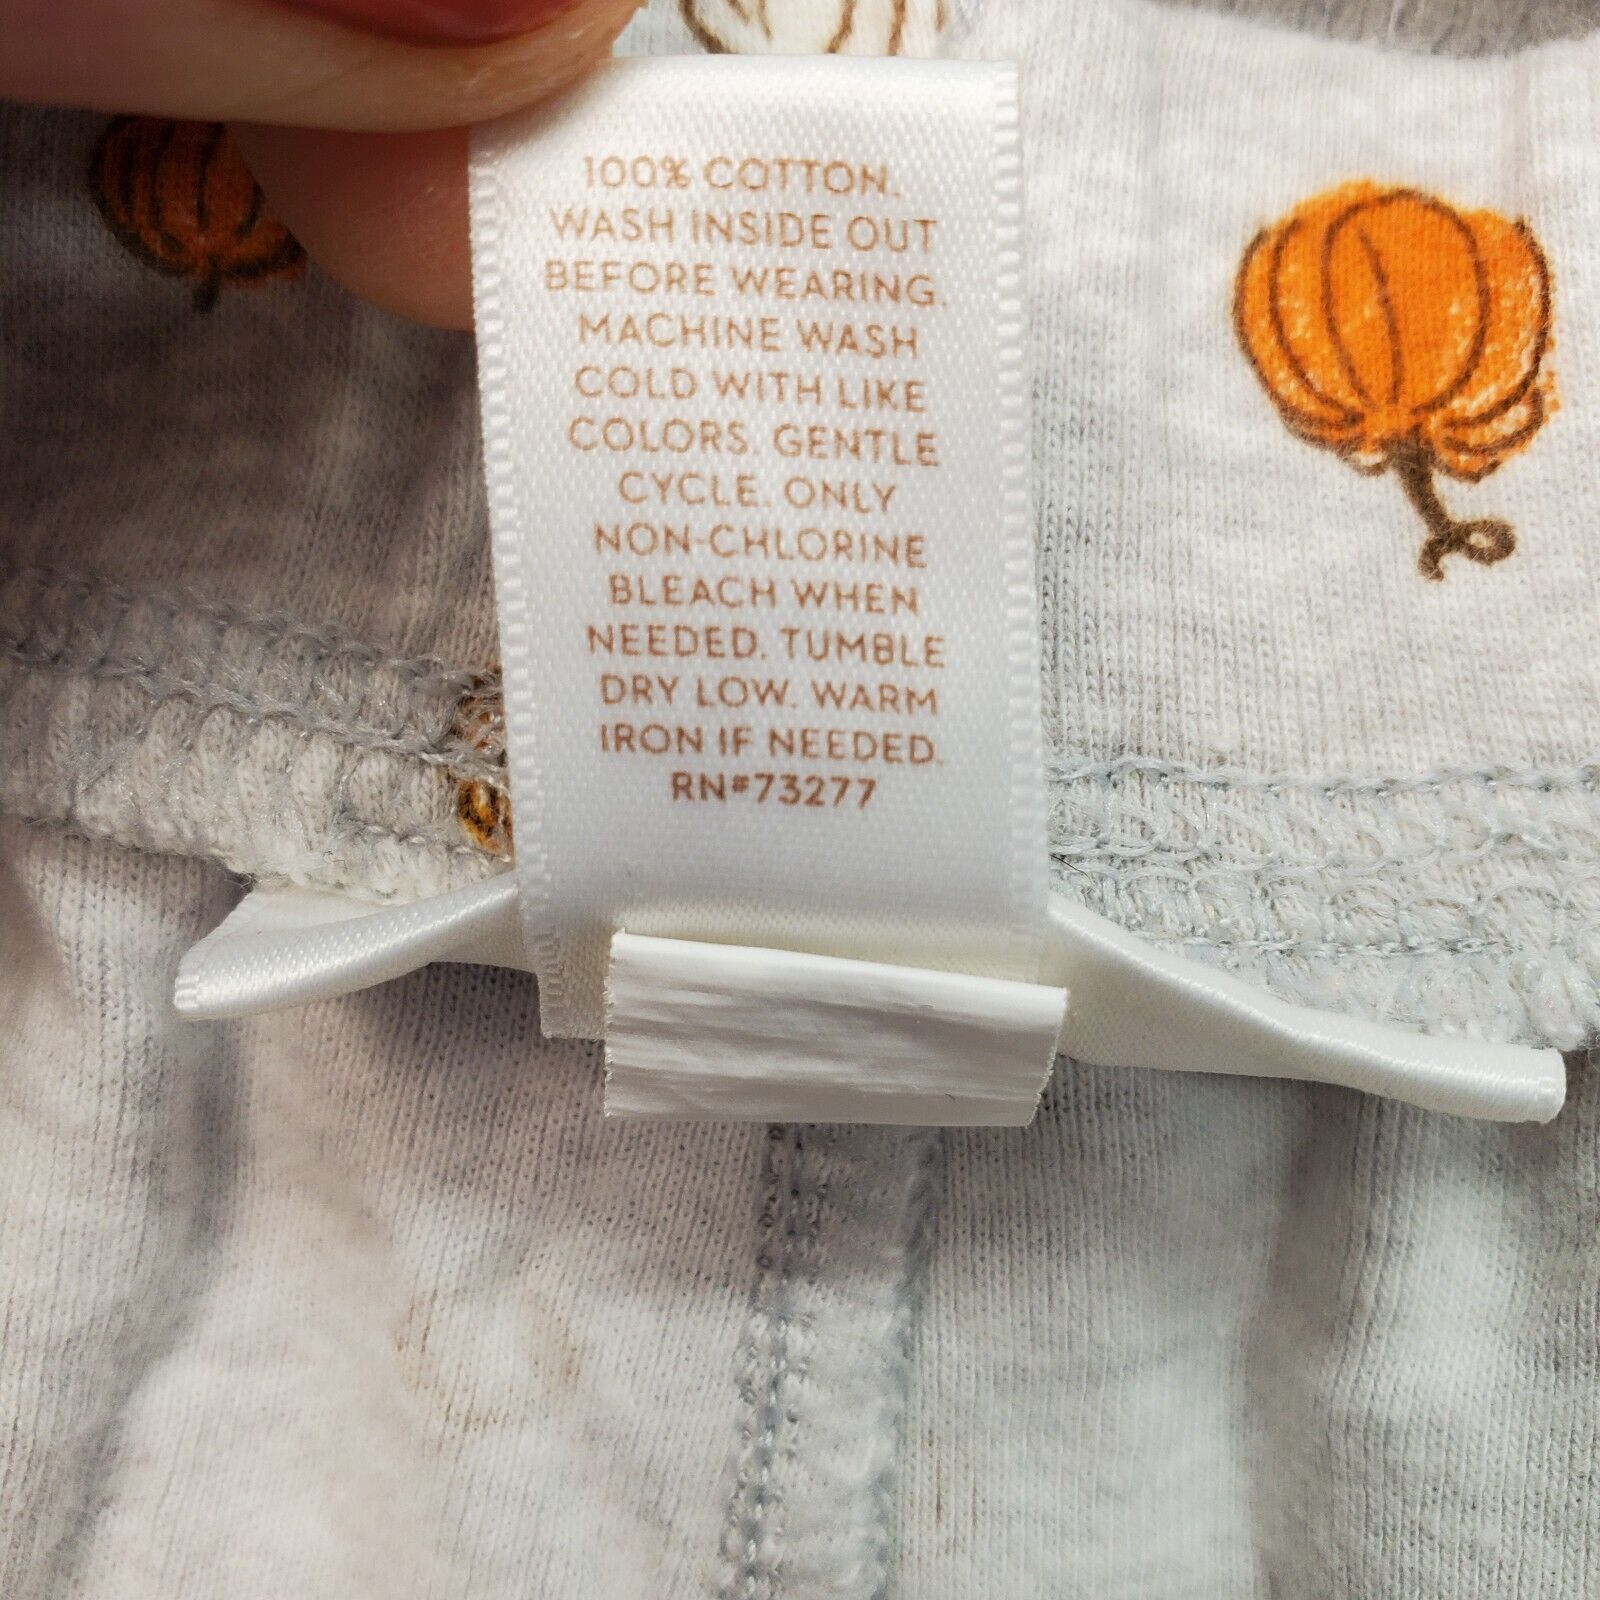 100% COTTON.
WASH INSIDE OUT
BEFORE WEARING.
MACHINE WASH
COLD WITH LIKE
COLORS. GENTLE
CYCLE. ONLY
NON-CHLORINE
BLEACH WHEN
NEEDED. TUMBLE
DRY LOW. WARM
IRON IF NEEDED.
RN#73277